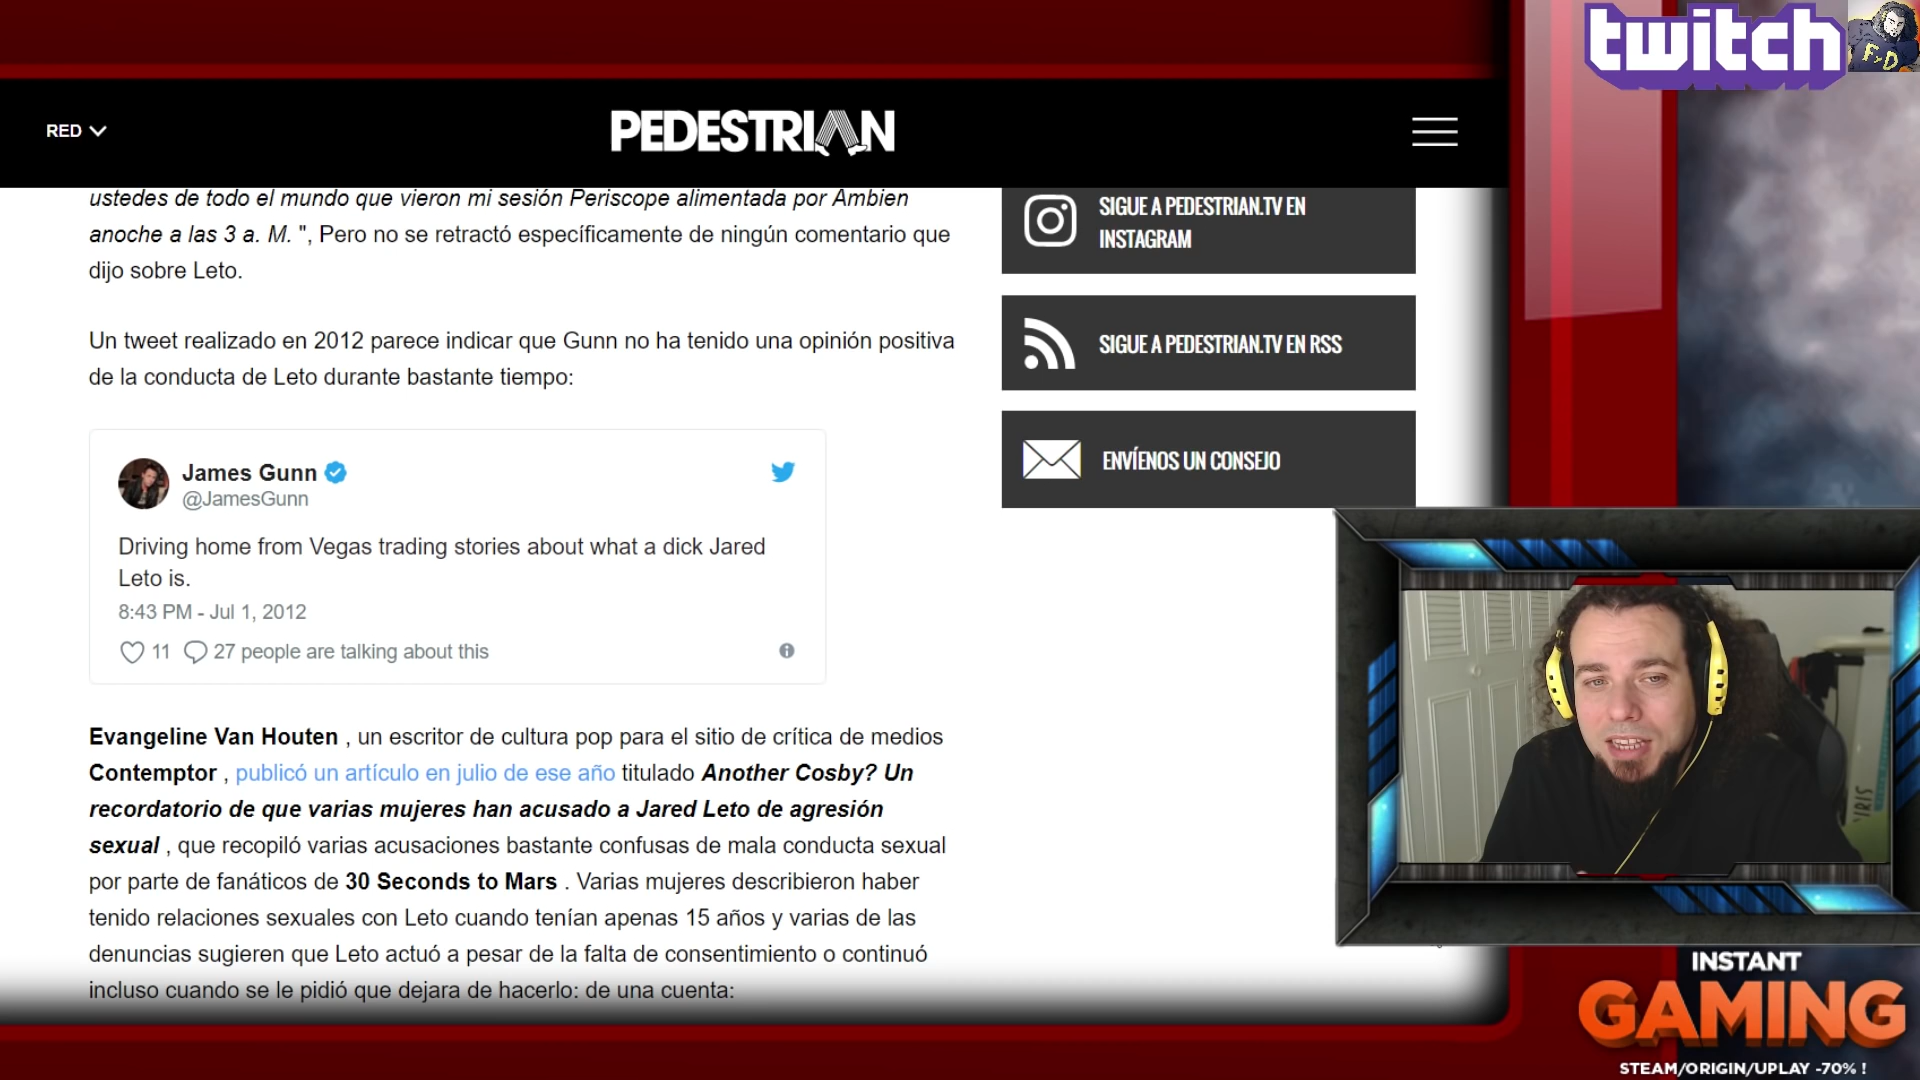 twitch
FyD
RED
PEDESTRIAN
ustedes de todo el mundo que vieron mi sesión Periscope alimentada por Ambien
anoche a las 3 a. M. ", Pero no se retractó específicamente de ningún comentario que
dijo sobre Leto.
Un tweet realizado en 2012 parece indicar que Gunn no ha tenido una opinión positiva
de la conducta de Leto durante bastante tiempo:
James Gunn
@JamesGunn
Driving home from Vegas trading stories about what a dick Jared
Leto is.
8:43 PM - Jul 1, 2012
11 27 people are talking about this
Evangeline Van Houten , un escritor de cultura pop para el sitio de crítica de medios
Contemptor , publicó un artículo en julio de ese año titulado Another Cosby? Un
recordatorio de que varias mujeres han acusado a Jared Leto de agresión
sexual , que recopiló varias acusaciones bastante confusas de mala conducta sexual
por parte de fanáticos de 30 Seconds to Mars . Varias mujeres describieron haber
tenido relaciones sexuales con Leto cuando tenían apenas 15 años y varias de las
denuncias sugieren que Leto actuó a pesar de la falta de consentimiento o continuó
incluso cuando se le pidió que dejara de hacerlo: de una cuenta:
SIGUE A PEDESTRIAN.TV EN
INSTAGRAM
SIGUE A PEDESTRIAN.TV EN RSS
ENVÍENOS UN CONSEJO
INSTANT
GAMING
STEAM/ORIGIN/UPLAY -70% !